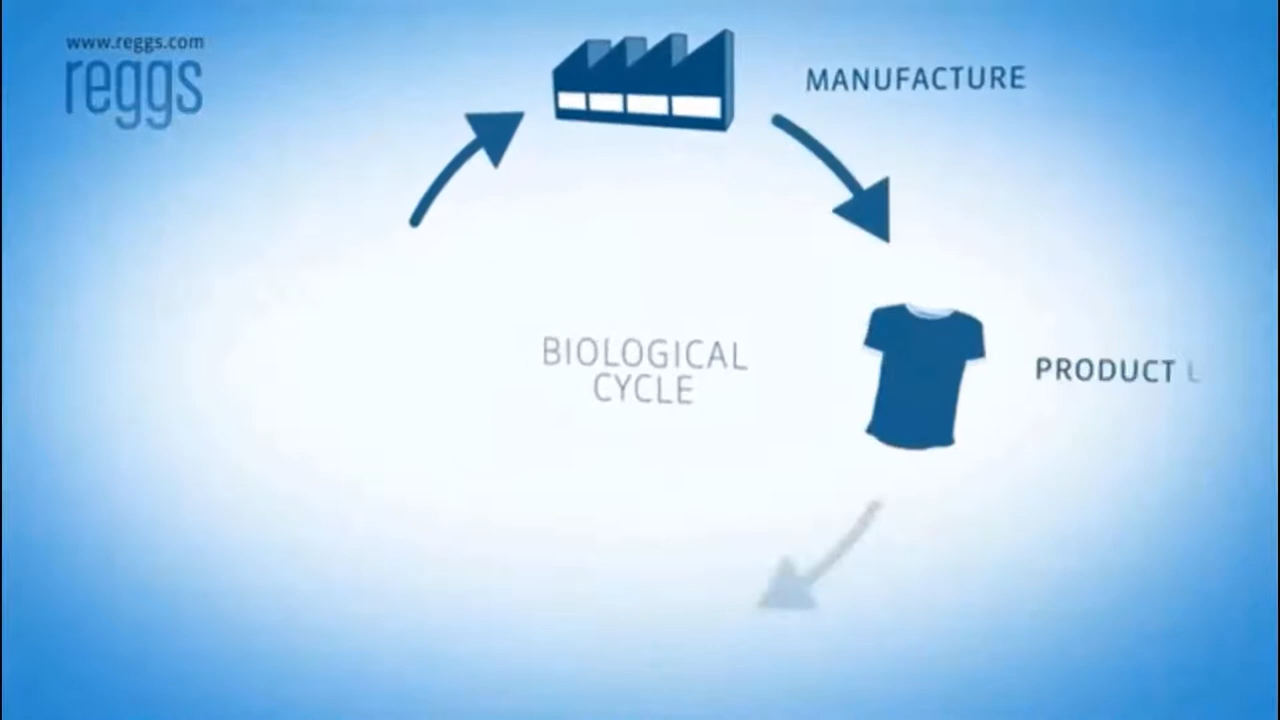 www.reggs.com
reggs
MANUFACTURE
BIOLOGICAL
CYCLE
PRODUCT L